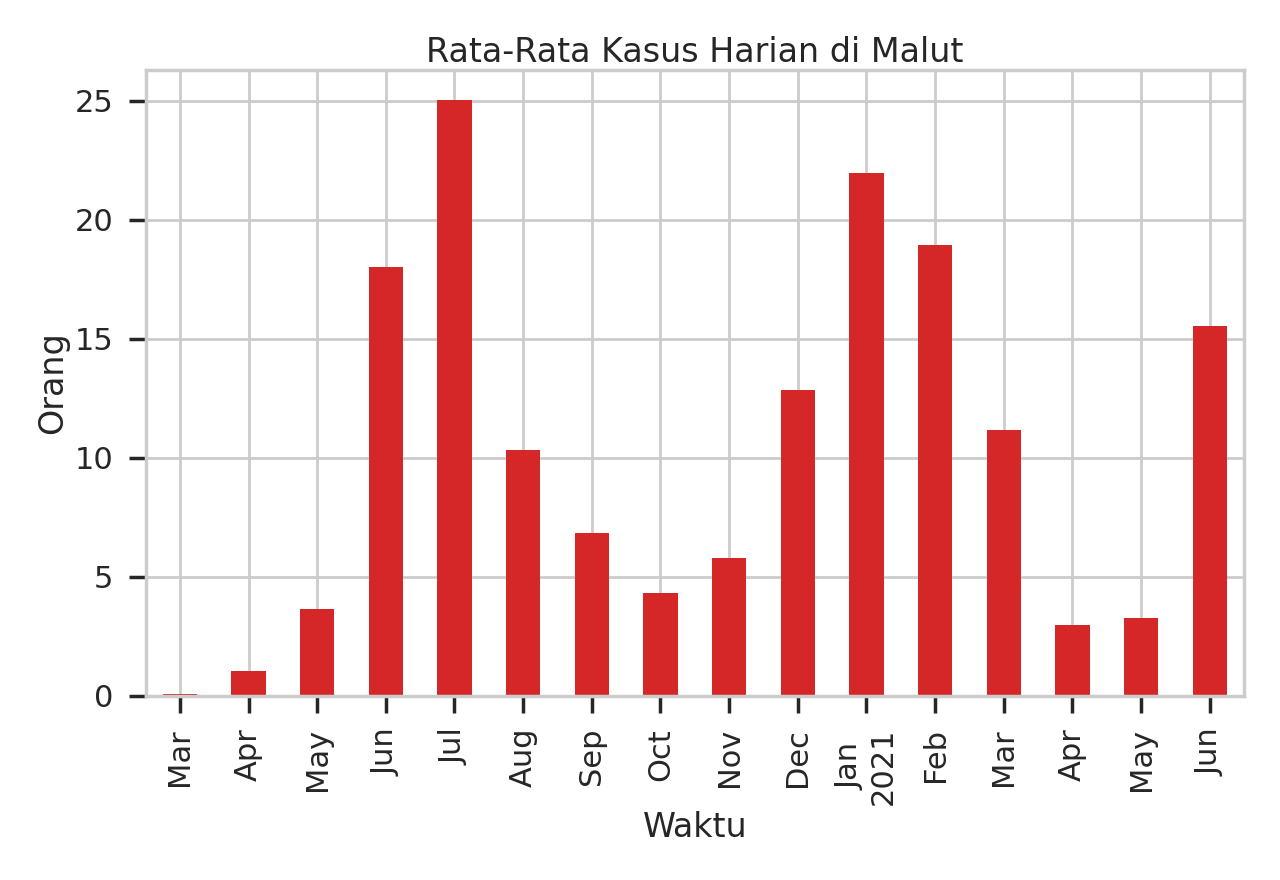 Rata-Rata Kasus Harian di Malut
25
20
15
10
5
0
Orang
Mar
Apr
May
Jun
Jul
Aug
Sep
Oct
Nov
Dec
Jan
2021
Feb
Mar
Apr
May
Jun
Waktu